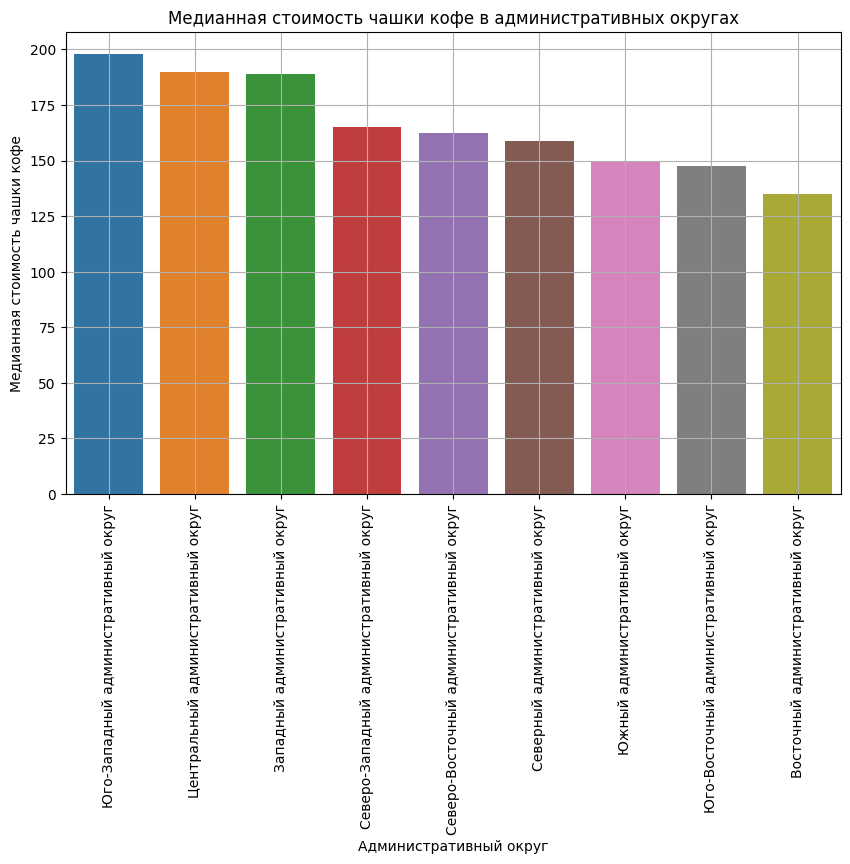 Медианная стоимость чашки кофе в административных округах
Медианная стоимость чашки кофе
200
175
150
125
100
75
50
25
0
Юго-Западный административный округ
Центральный административный округ
Западный административный округ
Северо-Западный административный округ
Северо-Восточный административный округ
Северный административный округ
Южный административный округ
Юго-Восточный административный округ
Восточный административный округ
Административный округ